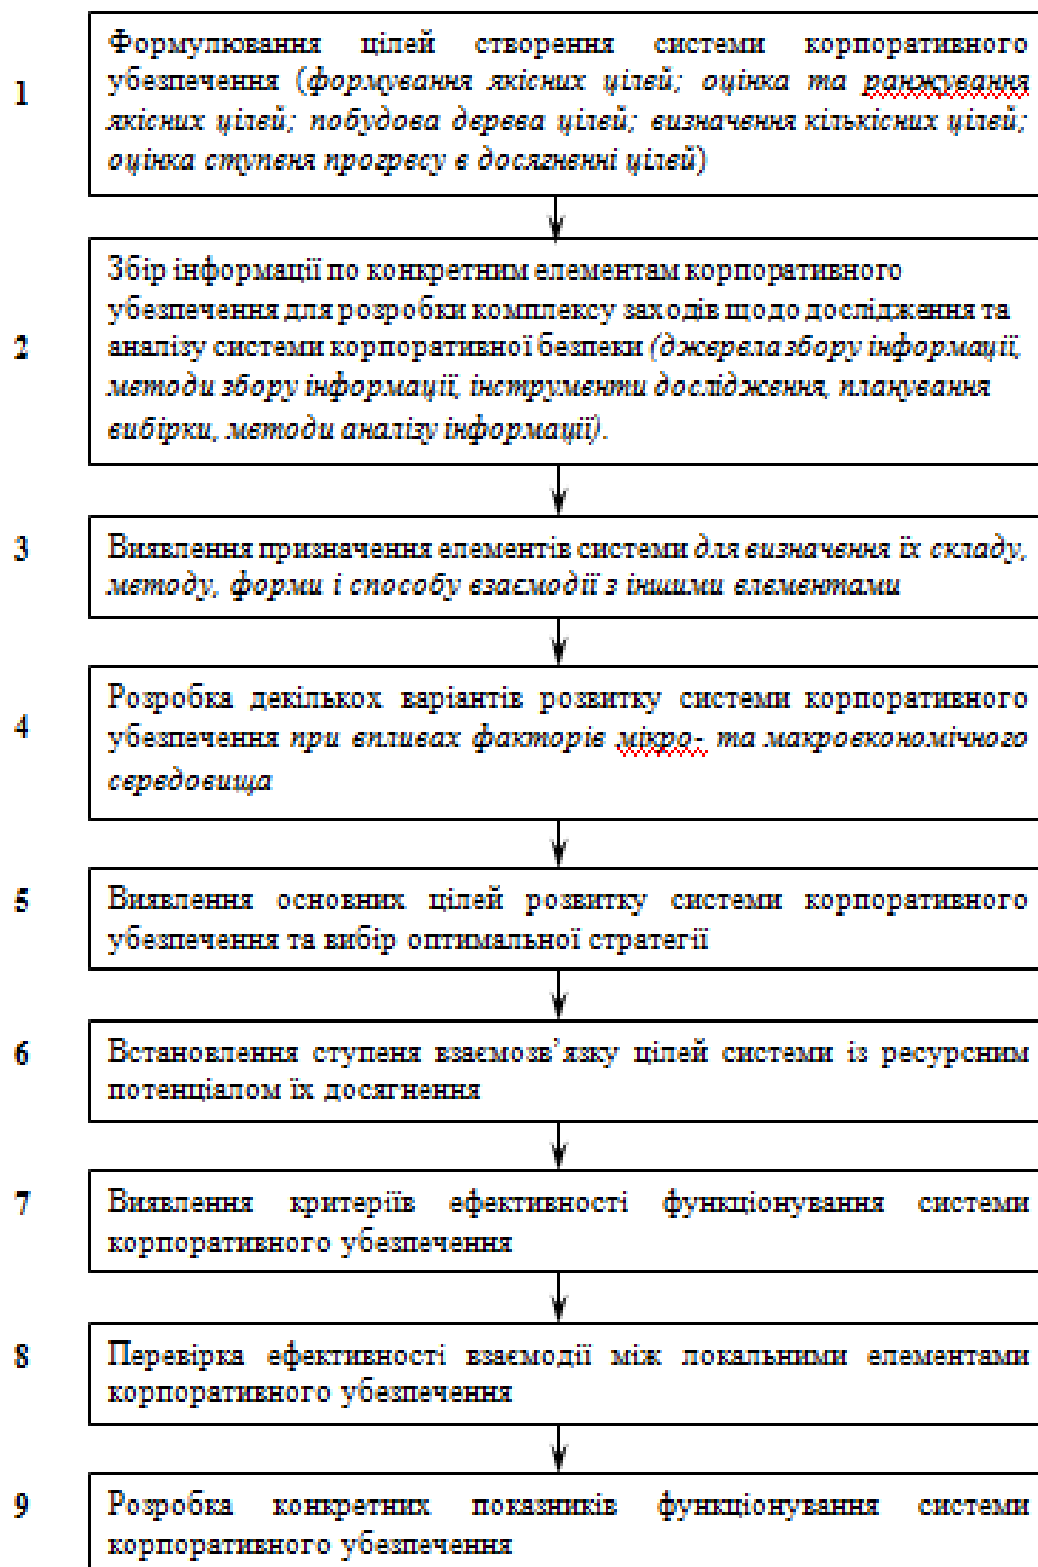 1
Формулювання цілей створення системи корпоративного
убезпечення (формування якісних цілей; оцінка та ранжування
якісних цілей; побудова дерева цілей; визначення кількісних цілей;
оцінка ступеня прогресу в досягненні цілей)
2
Збір інформації по конкретним елементам корпоративного
убезпечення для розробки комплексу заходів щодо дослідження та
аналізу системи корпоративної безпеки (джерела збору інформації,
методи збору інформації, інструменти дослідження, планування
вибірки, методи аналізу інформації).
3
Виявлення призначення елементів системи для визначення їх складу,
методу, форми і способу взаємодії з іншими елементами
4
Розробка декількох варіантів розвитку системи корпоративного
убезпечення при впливах факторів мікро- та макроекономічного
середовища
5
Виявлення основних цілей розвитку системи корпоративного
убезпечення та вибір оптимальної стратегії
6
Встановлення ступеня взаємозв’язку цілей системи із ресурсним
потенціалом їх досягнення
7
Виявлення критеріїв ефективності функціонування системи
корпоративного убезпечення
8
Перевірка ефективності взаємодії між локальними елементами
корпоративного убезпечення
9
Розробка конкретних показників функціонування системи
корпоративного убезпечення